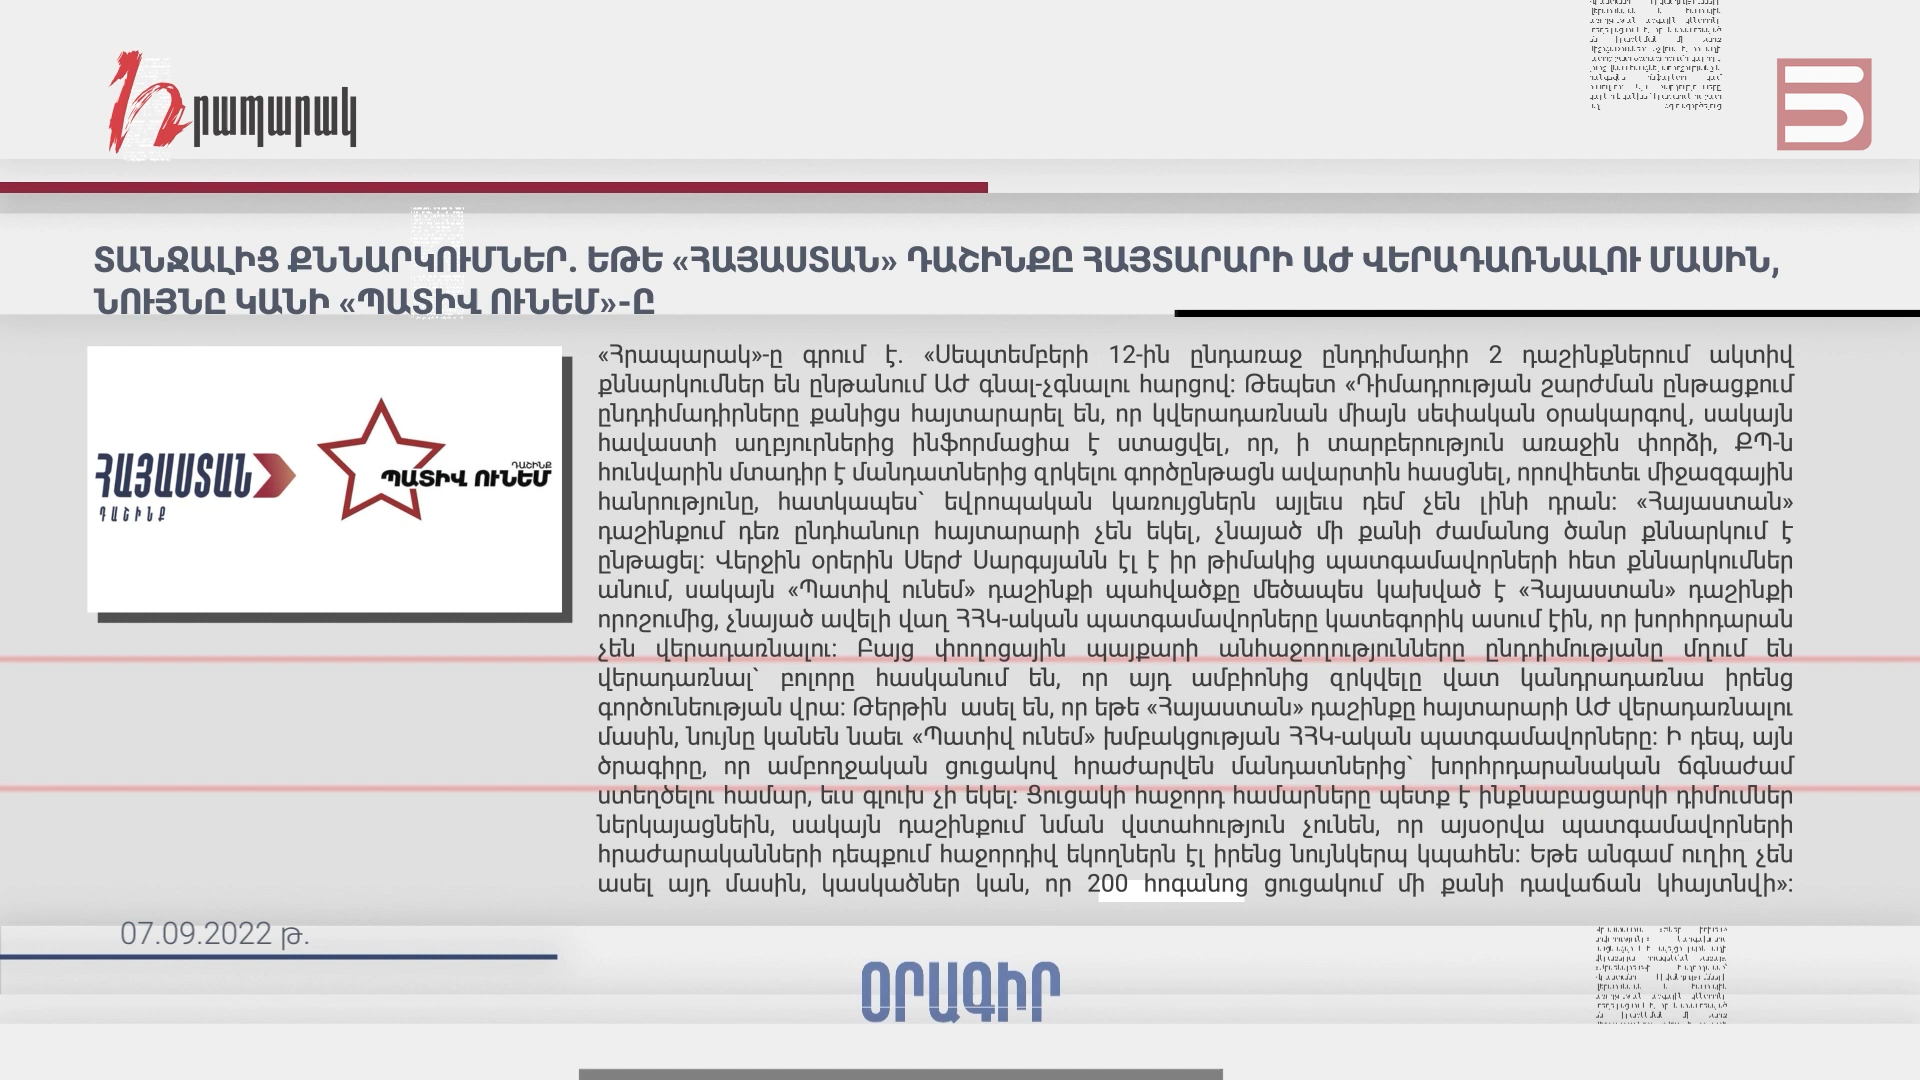 Հրապարակ
ՏԱՆՋԱԼԻՑ ՔՆՆԱՐԿՈՒՄՆԵՐ. ԵԹԵ «ՀԱՅԱՍՏԱՆ» ԴԱՇԻՆՔԸ ՀԱՅՏԱՐԱՐԻ ԱԺ ՎԵՐԱԴԱՌՆԱԼՈՒ ՄԱՍԻՆ,
ՆՈՒՅՆԸ ԿԱՆԻ «ՊԱՏԻՎ ՈՒՆԵՄ»-Ը
ՀԱՅԱՍՏԱՆ
ԴԱՇԻՆՔ
ԴԱՇԻՆՔ
ՊԱՏԻՎ ՈՒՆԵՄ
«Հրապարակ»-ը գրում է. «Սեպտեմբերի 12-ին ընդառաջ ընդդիմադիր 2 դաշինքներում ակտիվ
քննարկումներ են ընթանում ԱԺ գնալ-չգնալու հարցով: Թեպետ «Դիմադրության շարժման ընթացքում
ընդդիմադիրները քանիցս հայտարարել են, որ կվերադառնան միայն սեփական օրակարգով, սակայն
հավաստի աղբյուրներից ինֆորմացիա է ստացվել, որ, ի տարբերություն առաջին փորձի, ՔՊ-ն
հունվարին մտադիր է մանդատներից զրկելու գործընթացն ավարտին հասցնել, որովհետեւ միջազգային
հանրությունը, հատկապես` եվրոպական կառույցներն այլեւս դեմ չեն լինի դրան: «Հայաստան»
դաշինքում դեռ ընդհանուր հայտարարի չեն եկել, չնայած մի քանի ժամանոց ծանր քննարկում է
ընթացել: Վերջին օրերին Սերժ Սարգսյանն էլ է իր թիմակից պատգամավորների հետ քննարկումներ
անում, սակայն «Պատիվ ունեմ» դաշինքի պահվածքը մեծապես կախված է «Հայաստան» դաշինքի
որոշումից, չնայած ավելի վաղ ՀՀԿ-ական պատգամավորները կատեգորիկ ասում էին, որ խորհրդարան
չեն վերադառնալու: Բայց փողոցային պայքարի անհաջողությունները ընդդիմությանը մղում են
վերադառնալ` բոլորը հասկանում են, որ այդ ամբիոնից զրկվելը վատ կանդրադառնա իրենց
գործունեության վրա: Թերթին  ասել են, որ եթե «Հայաստան» դաշինքը հայտարարի ԱԺ վերադառնալու
մասին, նույնը կանեն նաեւ «Պատիվ ունեմ» խմբակցության ՀՀԿ-ական պատգամավորները: Ի դեպ, այն
ծրագիրը, որ ամբողջական ցուցակով հրաժարվեն մանդատներից` խորհրդարանական ճգնաժամ
ստեղծելու համար, եւս գլուխ չի եկել: Ցուցակի հաջորդ համարները պետք է ինքնաբացարկի դիմումներ
ներկայացնեին, սակայն դաշինքում նման վստահություն չունեն, որ այսօրվա պատգամավորների
հրաժարականների դեպքում հաջորդիվ եկողներն էլ իրենց նույնկերպ կպահեն: Եթե անգամ ուղիղ չեն
ասել այդ մասին, կասկածներ կան, որ 200 հոգանոց ցուցակում մի քանի դավաճան կհայտնվի»:
07.09.2022 թ.
ՕՐԱԳԻՐ